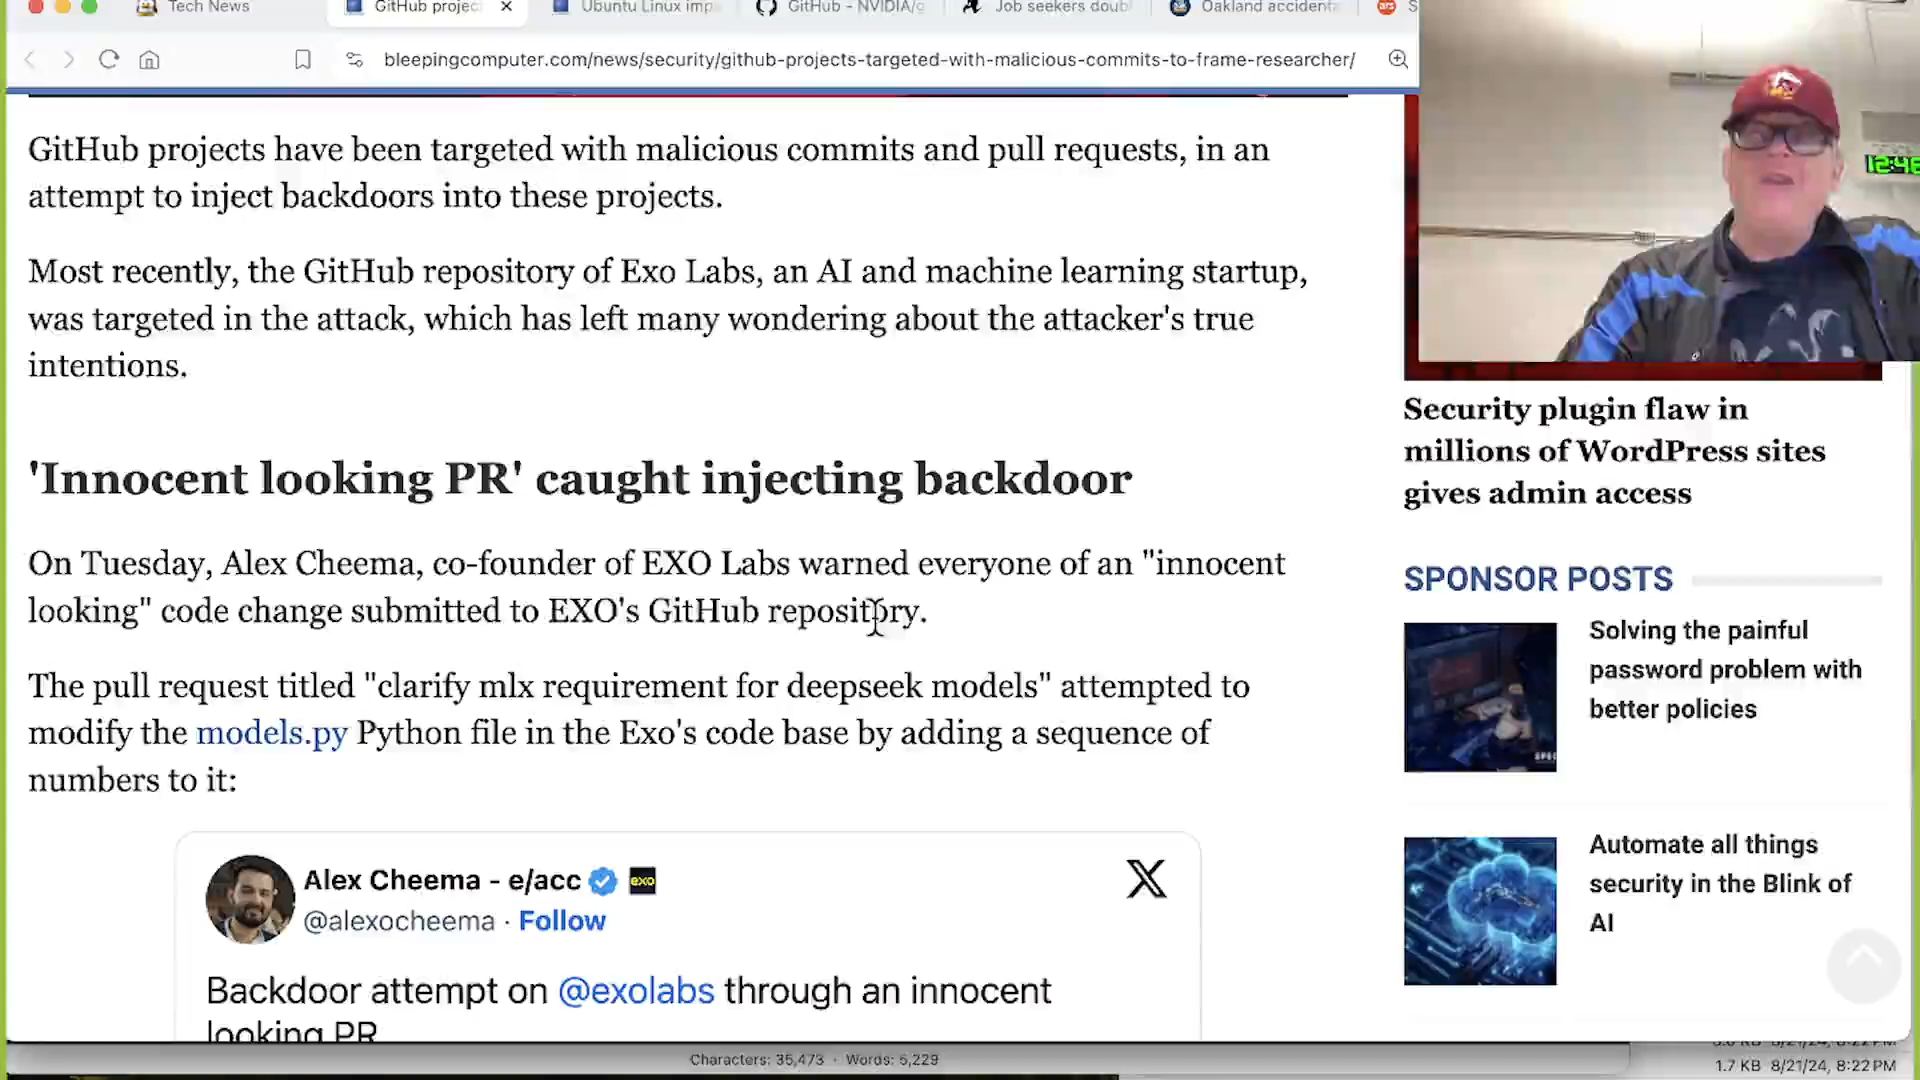 Tech News
GitHub projec
Ubuntu Linux imp
GitHub - NVIDIA/g
Job seekers doubl
Oakland accident
ars
S
bleepingcomputer.com/news/security/github-projects-targeted-with-malicious-commits-to-frame-researcher/
12:46
GitHub projects have been targeted with malicious commits and pull requests, in an
attempt to inject backdoors into these projects.
Most recently, the GitHub repository of Exo Labs, an AI and machine learning startup,
was targeted in the attack, which has left many wondering about the attacker's true
intentions.
'Innocent looking PR' caught injecting backdoor
On Tuesday, Alex Cheema, co-founder of EXO Labs warned everyone of an "innocent
looking" code change submitted to EXO's GitHub repository.
The pull request titled "clarify mlx requirement for deepseek models" attempted to
modify the models.py Python file in the Exo's code base by adding a sequence of
numbers to it:
Alex Cheema - e/acc
exo
@alexocheema · Follow
Backdoor attempt on @exolabs through an innocent
looking PR
Security plugin flaw in
millions of WordPress sites
gives admin access
SPONSOR POSTS
Solving the painful
password problem with
better policies
Automate all things
security in the Blink of
AI
Characters: 35,473 · Words: 5,229
1.7 KB 8/21/24, 8:22 PM